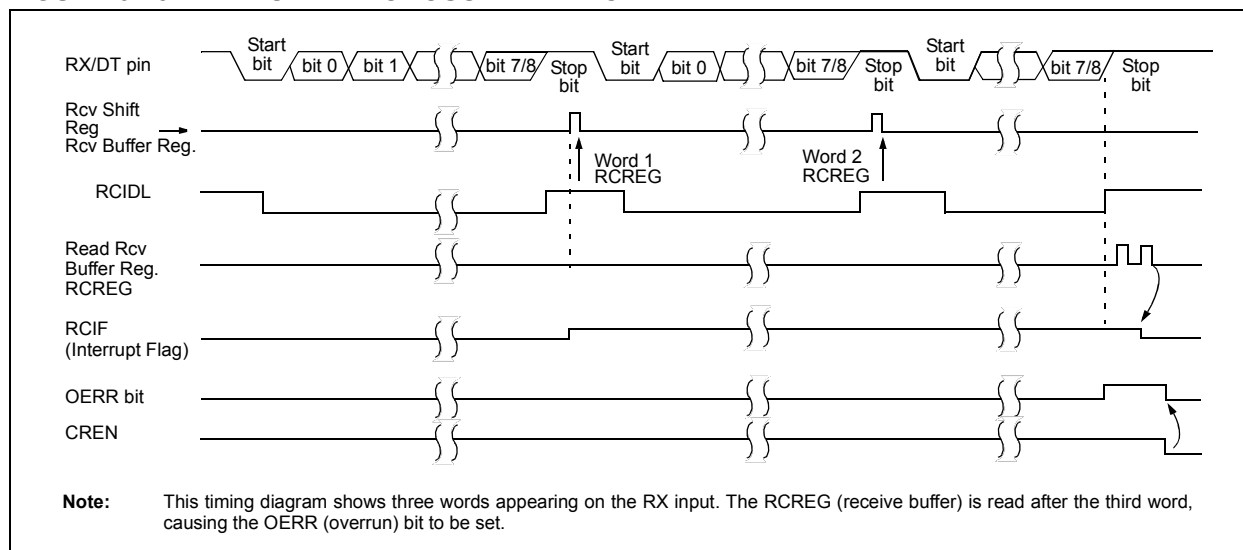 Start
bit
bit 0
bit 1
bit 7/8
Stop
bit
Start
bit
bit 0
bit 7/8
Stop
bit
Start
bit
bit 7/8
Stop
bit
RX/DT pin
Rcv Shift
Reg
Rcv Buffer Reg.
Word 1
RCREG
Word 2
RCREG
RCIDL
Read Rcv
Buffer Reg.
RCREG
RCIF
(Interrupt Flag)
OERR bit
CREN
Note: This timing diagram shows three words appearing on the RX input. The RCREG (receive buffer) is read after the third word,
causing the OERR (overrun) bit to be set.